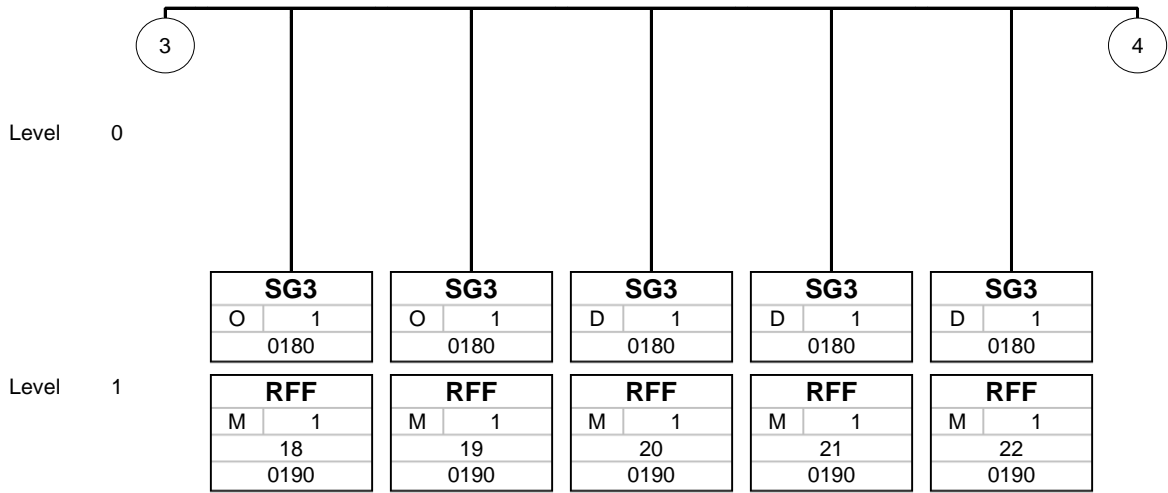 3 4
Level 0
SG3 SG3 SG3 SG3 SG3
O 1 O 1 D 1 D 1 D 1
0180 0180 0180 0180 0180
Level 1
RFF RFF RFF RFF RFF
M 1 M 1 M 1 M 1 M 1
18 19 20 21 22
0190 0190 0190 0190 0190